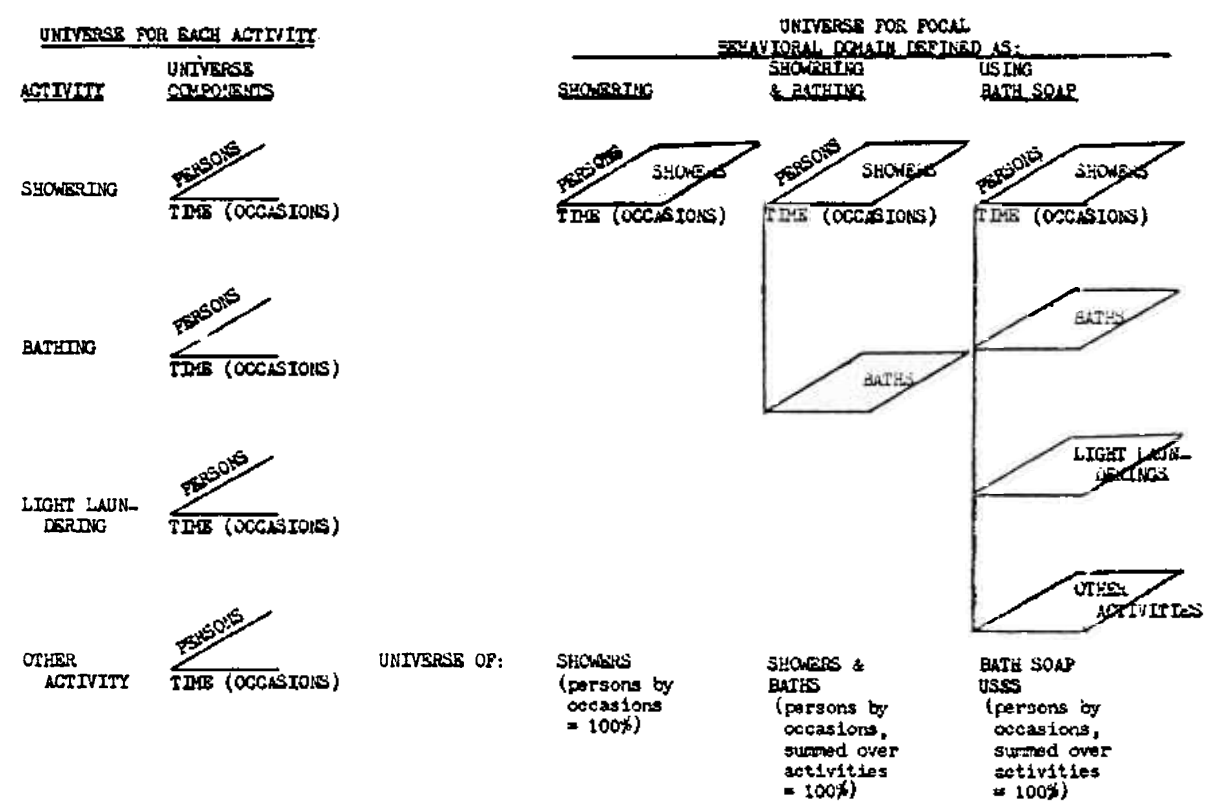 UNIVERSE FOR EACH ACTIVITY
ACTIVITY
UNIVERSE
COMPONENTS
UNIVERSE FOR FOCAL
BEHAVIORAL DOMAIN DEFINED AS:
SHOWERING
SHOWERING
& BATHING
USING
BATH SOAP
SHOWERING
PERSONS
TIME (OCCASIONS)
PERSONS
SHOWERS
TIME (OCCASIONS)
PERSONS
SHOWERS
TIME (OCCASIONS)
PERSONS
SHOWERS
TIME (OCCASIONS)
BATHING
PERSONS
TIME (OCCASIONS)
BATHS
BATHS
LIGHT LAUN-
DERING
PERSONS
TIME (OCCASIONS)
LIGHT LAUN-
DERINGS
OTHER
ACTIVITY
PERSONS
TIME (OCCASIONS)
OTHER
ACTIVITIES
UNIVERSE OF:
SHOWERS
(persons by
occasions
= 100%)
SHOWERS &
BATHS
(persons by
occasions,
summed over
activities
= 100%)
BATH SOAP
USES
(persons by
occasions,
summed over
activities
= 100%)